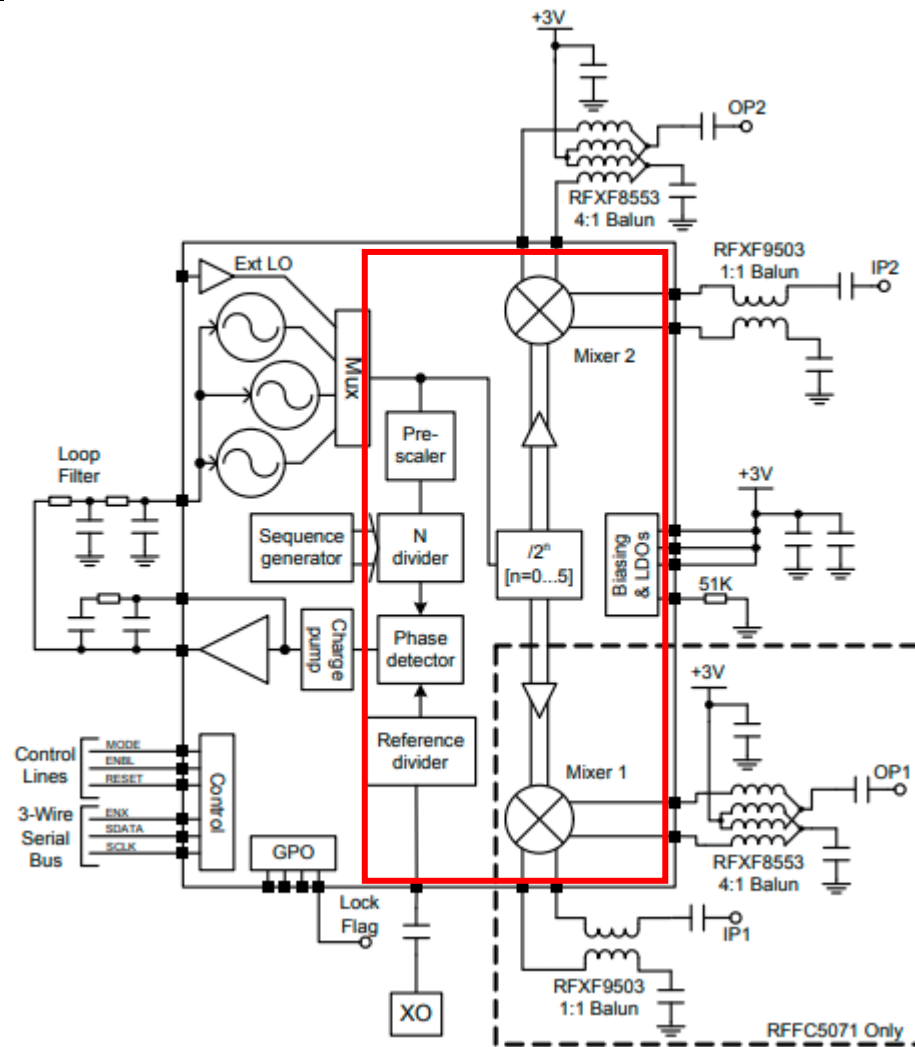 +3V
OP2
RFXF8553
4:1 Balun
RFXF9503
1:1 Balun
IP2
Ext LO
Mux
Mixer 2
Pre-
scaler
Loop
Filter
+3V
Sequence
generator
N
divider
/2ⁿ
[n=0...5]
Biasing
& LDOs
51K
Charge
pump
Phase
detector
+3V
Reference
divider
Mixer 1
OP1
Control
Lines
MODE
ENBL
RESET
3-Wire
Serial
Bus
ENX
SDATA
SCLK
Control
GPO
RFXF8553
4:1 Balun
Lock
Flag
IP1
XO
RFXF9503
1:1 Balun
RFFC5071 Only